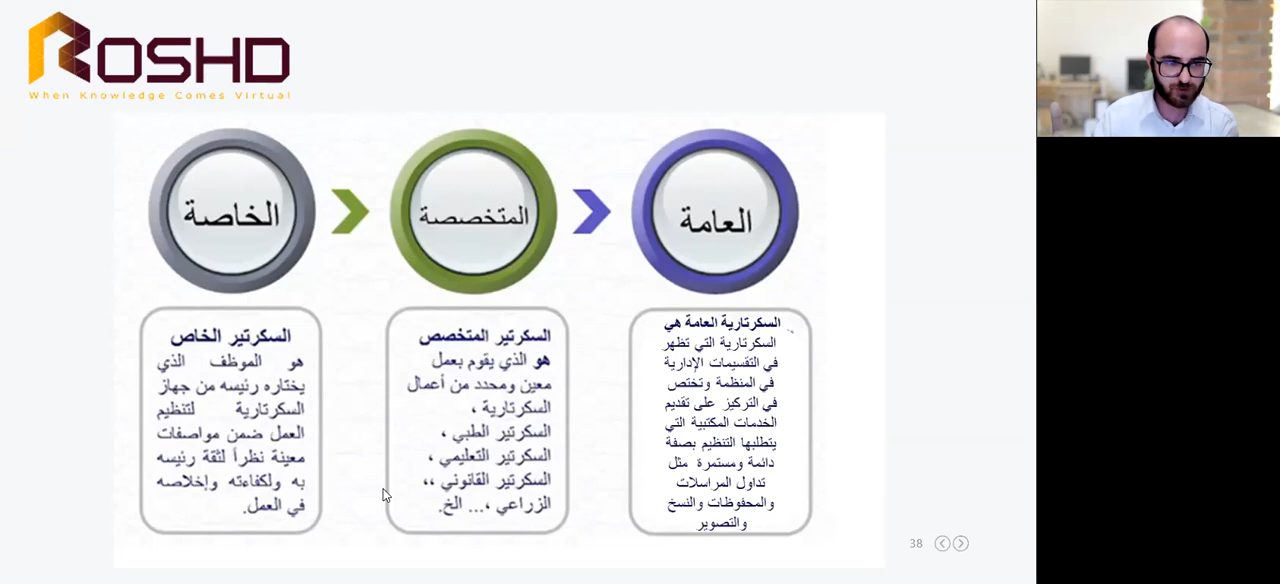 ROSHD
When Knowledge Comes Virtual
العامة
المتخصصة
الخاصة
السكرتارية العامة هي
السكرتارية التي تظهر
في التقسيمات الإدارية
في المنظمة وتختص
في التركيز على تقديم
الخدمات المكتبية التي
يتطلبها التنظيم بصفة
دائمة ومستمرة مثل
تداول المراسلات
والمحفوظات والنسخ
والتصوير
السكرتير المتخصص
هو الذي يقوم بعمل
معين ومحدد من أعمال
السكرتارية ،
السكرتير الطبي ،
السكرتير التعليمي ،
السكرتير القانوني ،،
الزراعي ،... الخ.
السكرتير الخاص
هو الموظف الذي
يختاره رئيسه من جهاز
السكرتارية لتنظيم
العمل ضمن مواصفات
معينة نظراً لثقة رئيسه
به ولكفاءته وإخلاصه
في العمل.
38